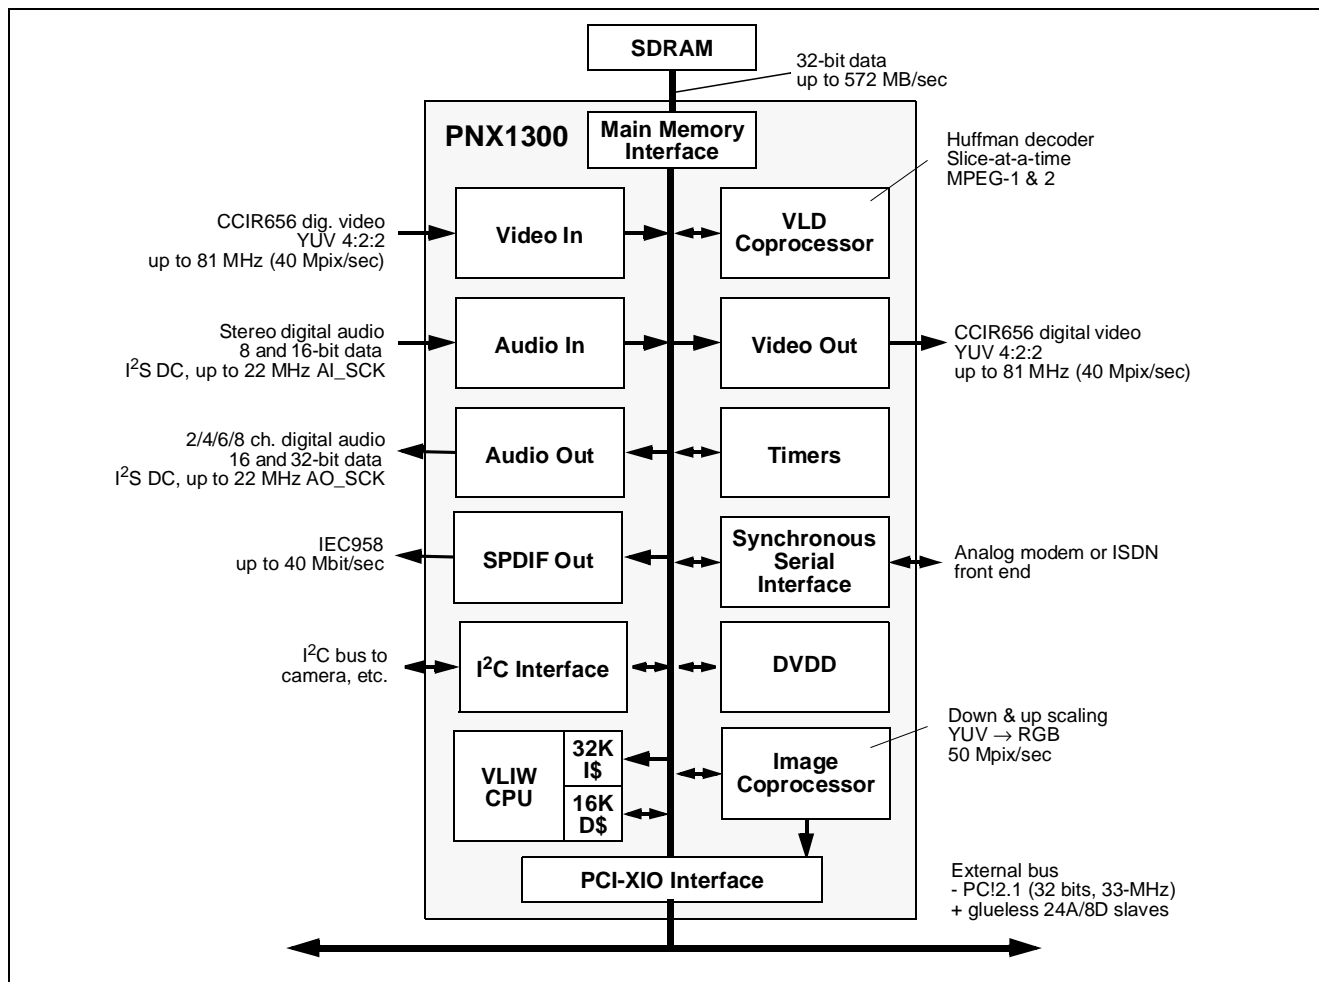 SDRAM
32-bit data
up to 572 MB/sec
PNX1300
Main Memory
Interface
Huffman decoder
Slice-at-a-time
MPEG-1 & 2
CCIR656 dig. video
YUV 4:2:2
up to 81 MHz (40 Mpix/sec)
Video In
VLD
Coprocessor
Stereo digital audio
8 and 16-bit data
I²S DC, up to 22 MHz AI_SCK
Audio In
Video Out
CCIR656 digital video
YUV 4:2:2
up to 81 MHz (40 Mpix/sec)
2/4/6/8 ch. digital audio
16 and 32-bit data
I²S DC, up to 22 MHz AO_SCK
Audio Out
Timers
IEC958
up to 40 Mbit/sec
SPDIF Out
Synchronous
Serial
Interface
Analog modem or ISDN
front end
I²C bus to
camera, etc.
I²C Interface
DVDD
Down & up scaling
YUV → RGB
50 Mpix/sec
VLIW
CPU
32K
I$
16K
D$
Image
Coprocessor
PCI-XIO Interface
External bus
- PC!2.1 (32 bits, 33-MHz)
+ glueless 24A/8D slaves